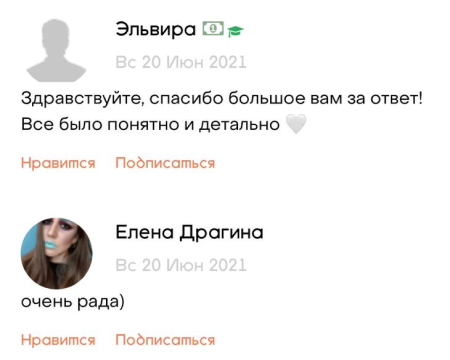 Эльвира 💵🎓
Вс 20 Июн 2021
Здравствуйте, спасибо большое вам за ответ!
Все было понятно и детально 🤍
Нравится Подписаться
Елена Драгина
Вс 20 Июн 2021
очень рада)
Нравится Подписаться